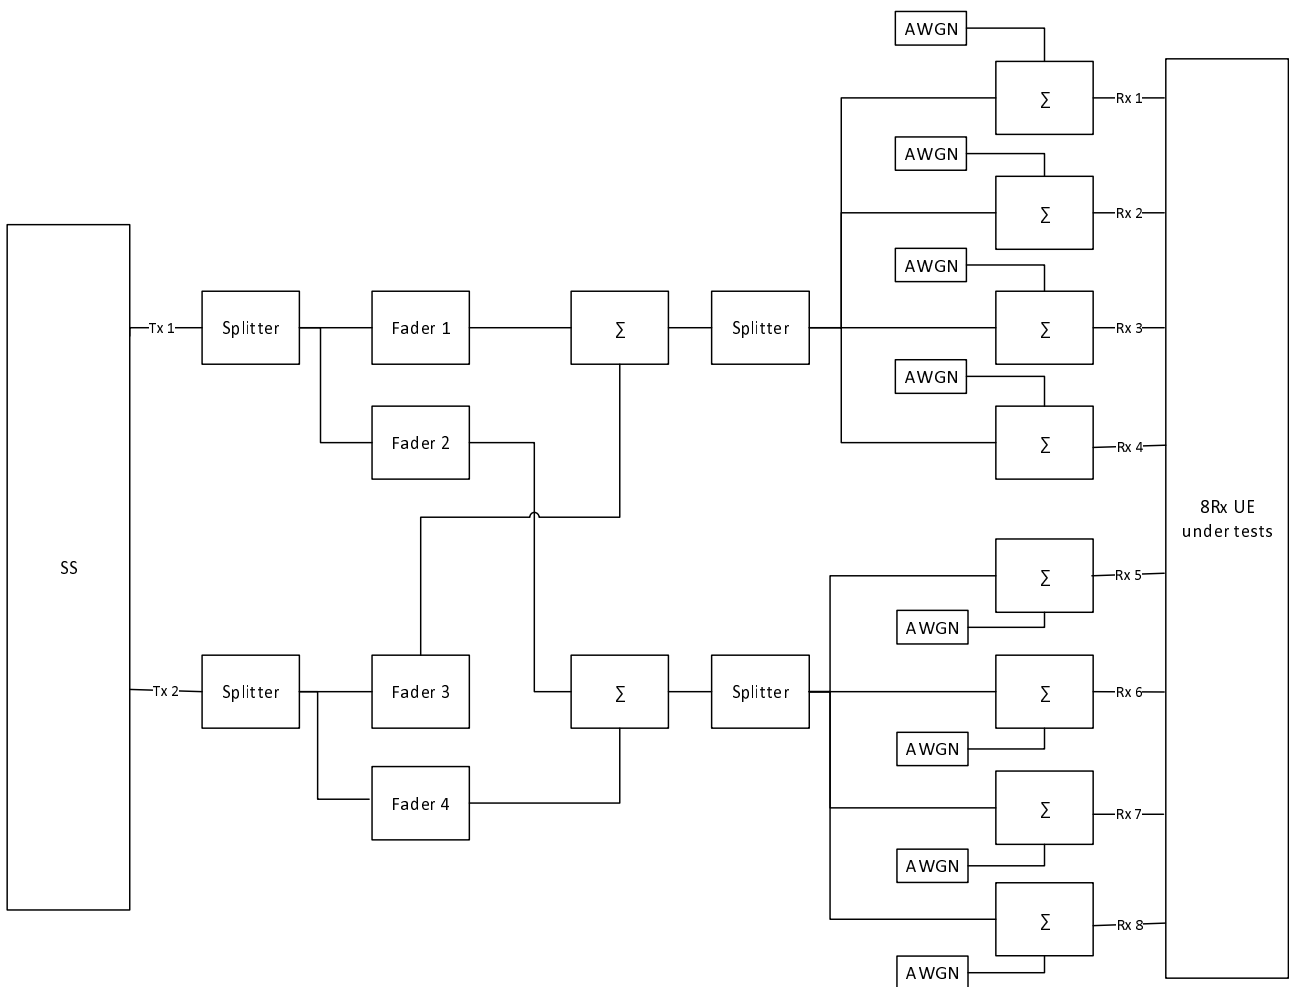 AWGN
∑
Rx 1
AWGN
∑
Rx 2
AWGN
Tx 1
Splitter
Fader 1
∑
Splitter
∑
Rx 3
AWGN
Fader 2
∑
Rx 4
8Rx UE
under tests
SS
∑
Rx 5
AWGN
Tx 2
Splitter
Fader 3
∑
Splitter
∑
Rx 6
AWGN
Fader 4
∑
Rx 7
AWGN
∑
Rx 8
AWGN